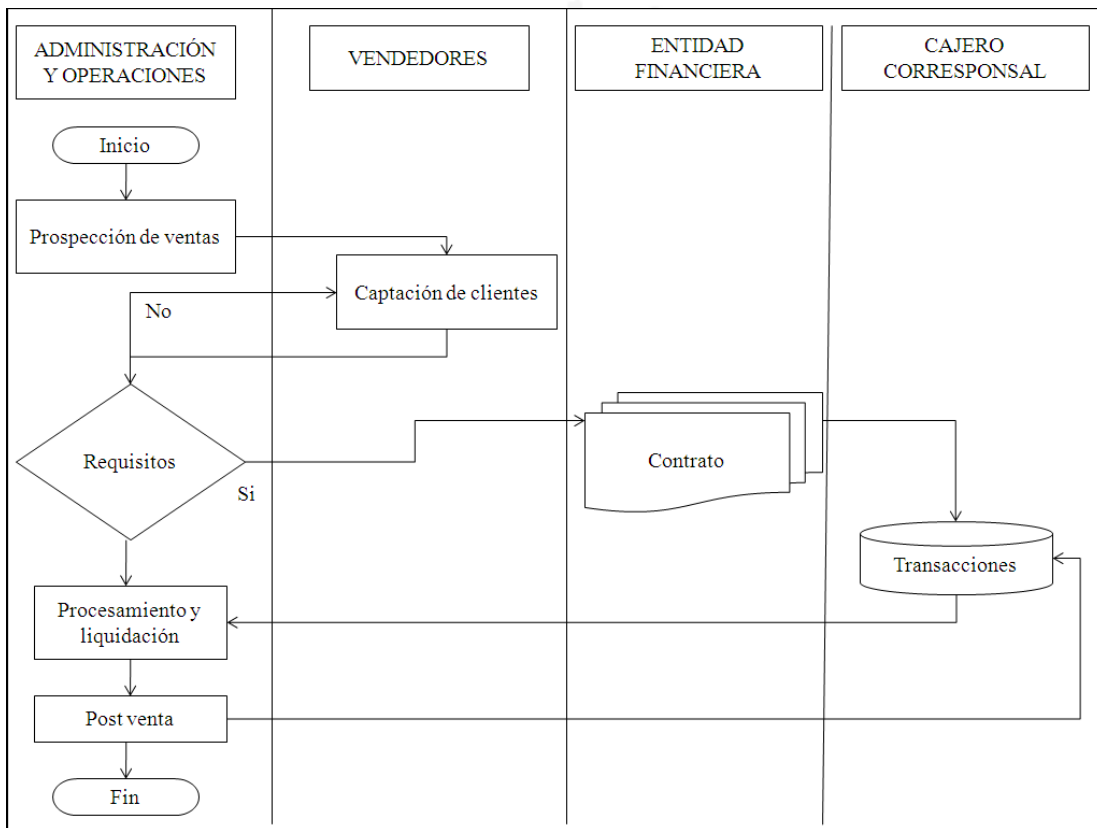 ADMINISTRACIÓN
Y OPERACIONES
VENDEDORES
ENTIDAD
FINANCIERA
CAJERO
CORRESPONSAL
Inicio
Prospección de ventas
Captación de clientes
No
Requisitos
Si
Contrato
Transacciones
Procesamiento y
liquidación
Post venta
Fin